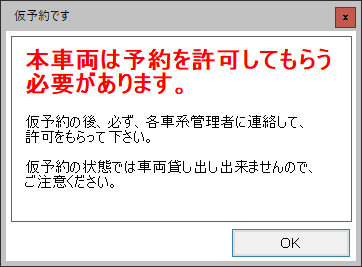 仮予約です
本車両は予約を許可してもらう
必要があります。
仮予約の後、必ず、各車系管理者に連絡して、
許可をもらって下さい。
仮予約の状態では車両貸し出し出来ませんので、
ご注意ください。
OK